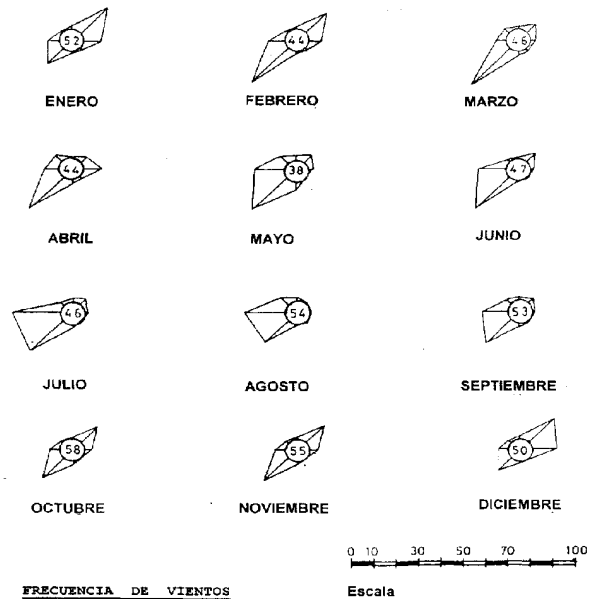 52 44 46
ENERO FEBRERO MARZO
44 38 47
ABRIL MAYO JUNIO
46 54 53
JULIO AGOSTO SEPTIEMBRE
58 55 50
OCTUBRE NOVIEMBRE DICIEMBRE
0 10 30 50 70 100
FRECUENCIA DE VIENTOS Escala